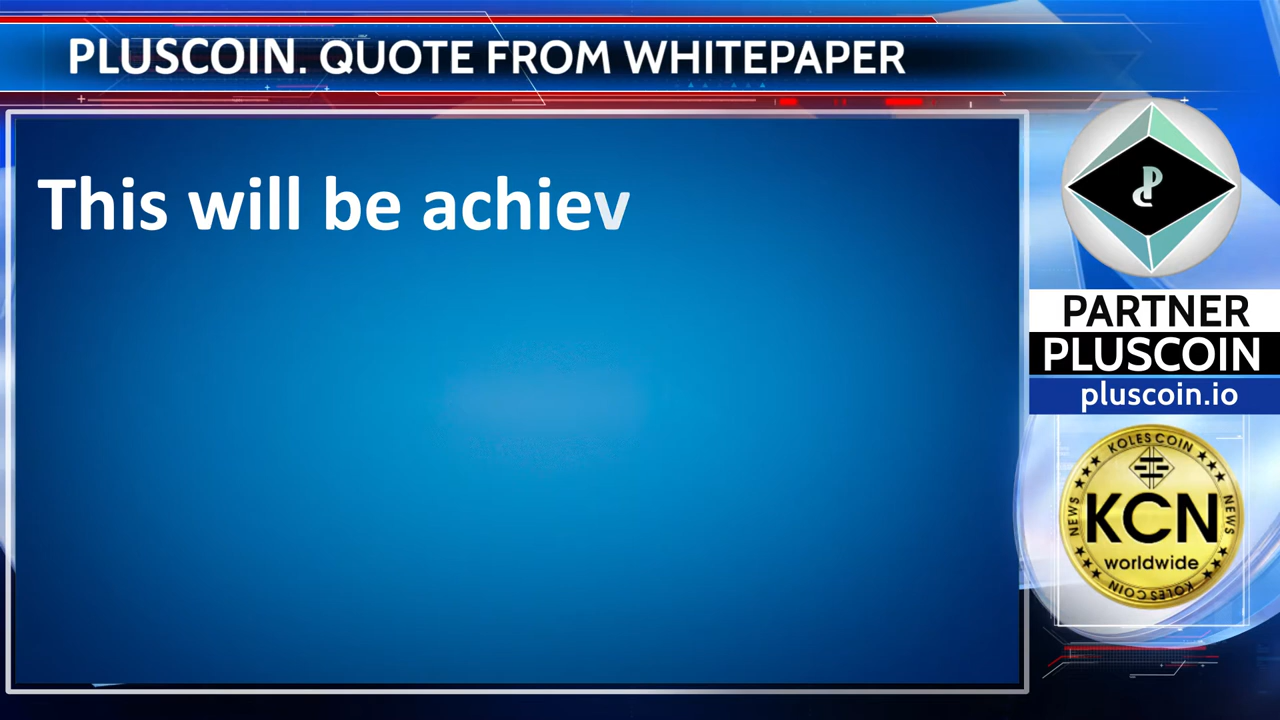 PLUSCOIN. QUOTE FROM WHITEPAPER
This will be achiev
PARTNER
PLUSCOIN
pluscoin.io
KOLES COIN
NEWS
KCN
NEWS
worldwide
KOLES COIN